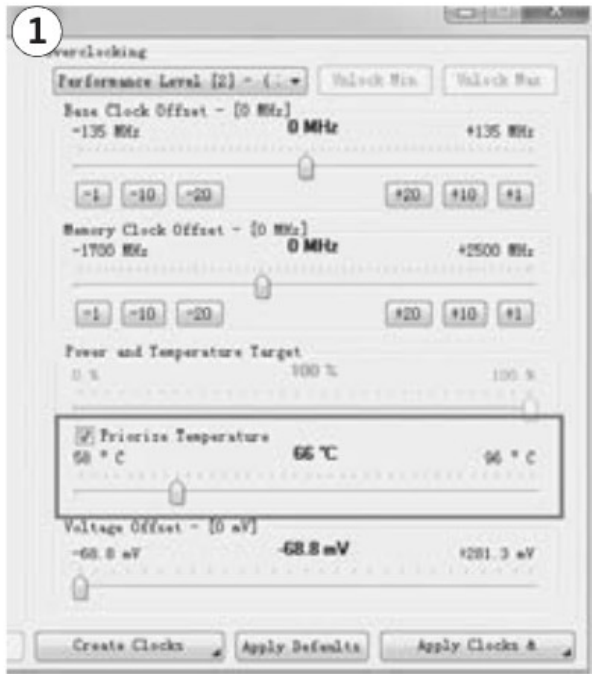 1
Overclocking
Performance Level [2] - (
Unlock Min
Unlock Max
Base Clock Offset - [0 MHz]
-135 MHz
0 MHz
+135 MHz
-1
-10
-20
+20
+10
+1
Memory Clock Offset - [0 MHz]
-1700 MHz
0 MHz
+2500 MHz
-1
-10
-20
+20
+10
+1
Power and Temperature Target
0 %
100 %
100 %
Priorize Temperature
68 ° C
66 ℃
96 ° C
Voltage Offset - [0 mV]
-68.8 mV
-68.8 mV
+281.3 mV
Create Clocks
Apply Defaults
Apply Clocks &